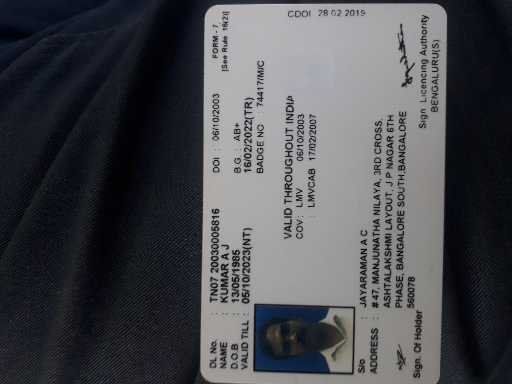 CDOI 28 02 2019
FORM - 7
[See Rule 16(2)]
DL No. : TN07 20030005816 DOI : 06/10/2003
NAME : KUMAR A J
D.O.B : 13/05/1985 B.G. : AB+
VALID TILL : 05/10/2023(NT) 16/02/2022(TR)
BADGE NO : 74417/M/C
VALID THROUGHOUT INDIA
COV: LMV 06/10/2003
: LMVCAB 17/02/2007
S/o : JAYARAMAN A C
ADDRESS : #47, MANJUNATHA NILAYA, 3RD CROSS,
ASHTALAKSHMI LAYOUT, J P NAGAR 6TH
PHASE, BANGALORE SOUTH,BANGALORE
560078
Sign. Of Holder
Sign Licencing Authority
BENGALURU(S)